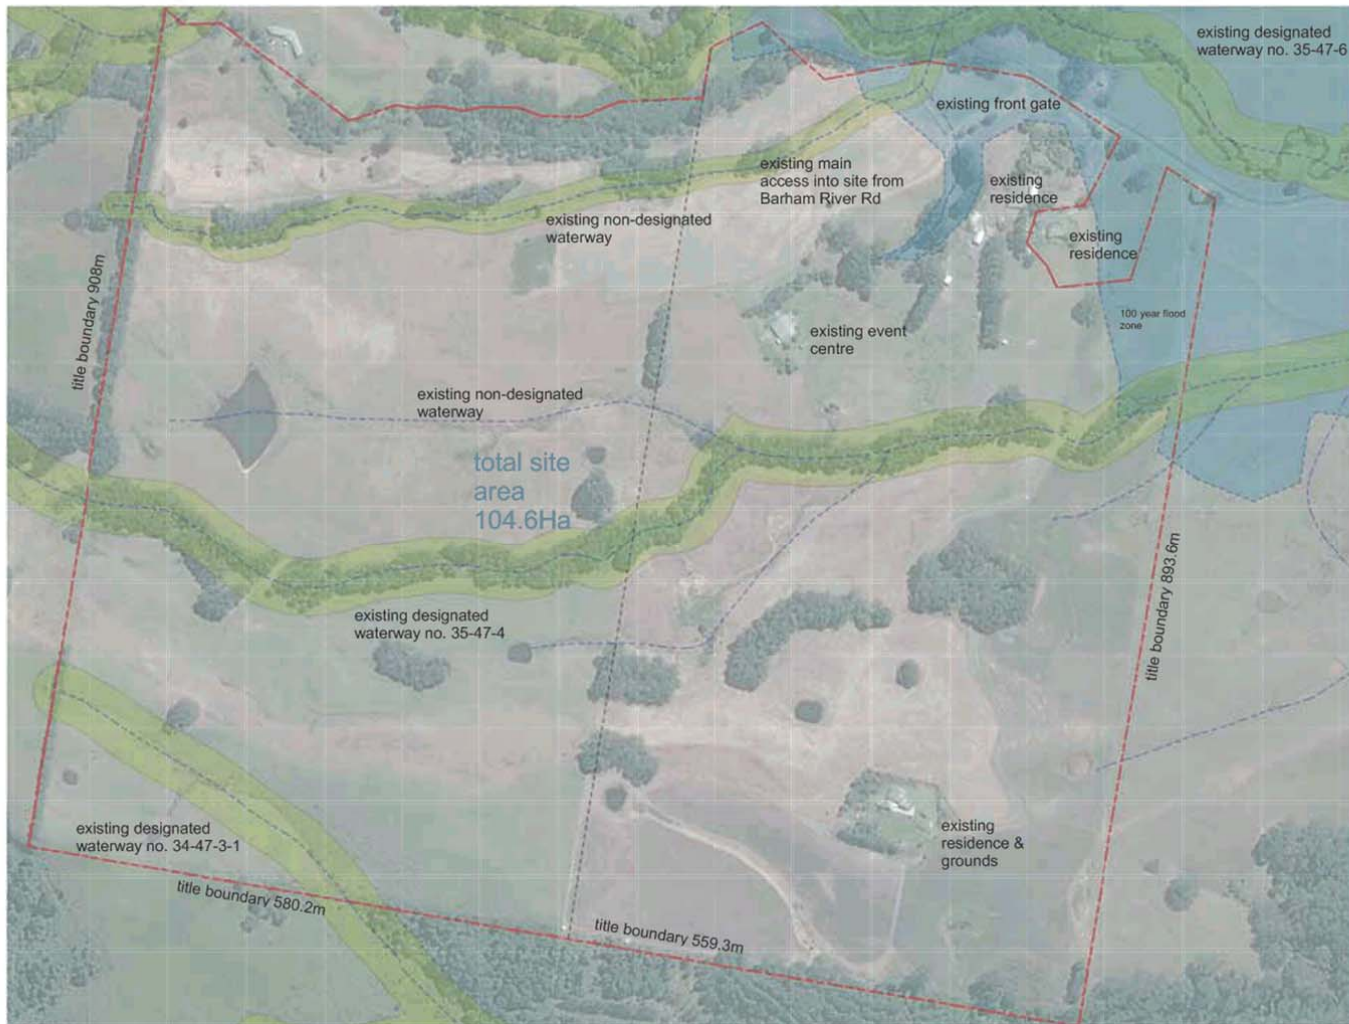 existing designated
waterway no. 35-47-6
existing front gate
existing main
access into site from
Barham River Rd
existing
residence
existing non-designated
waterway
existing
residence
title boundary 908m
100 year flood
zone
existing event
centre
existing non-designated
waterway
total site
area
104.6Ha
title boundary 893.6m
existing designated
waterway no. 35-47-4
existing designated
waterway no. 34-47-3-1
existing
residence &
grounds
title boundary 580.2m
title boundary 559.3m